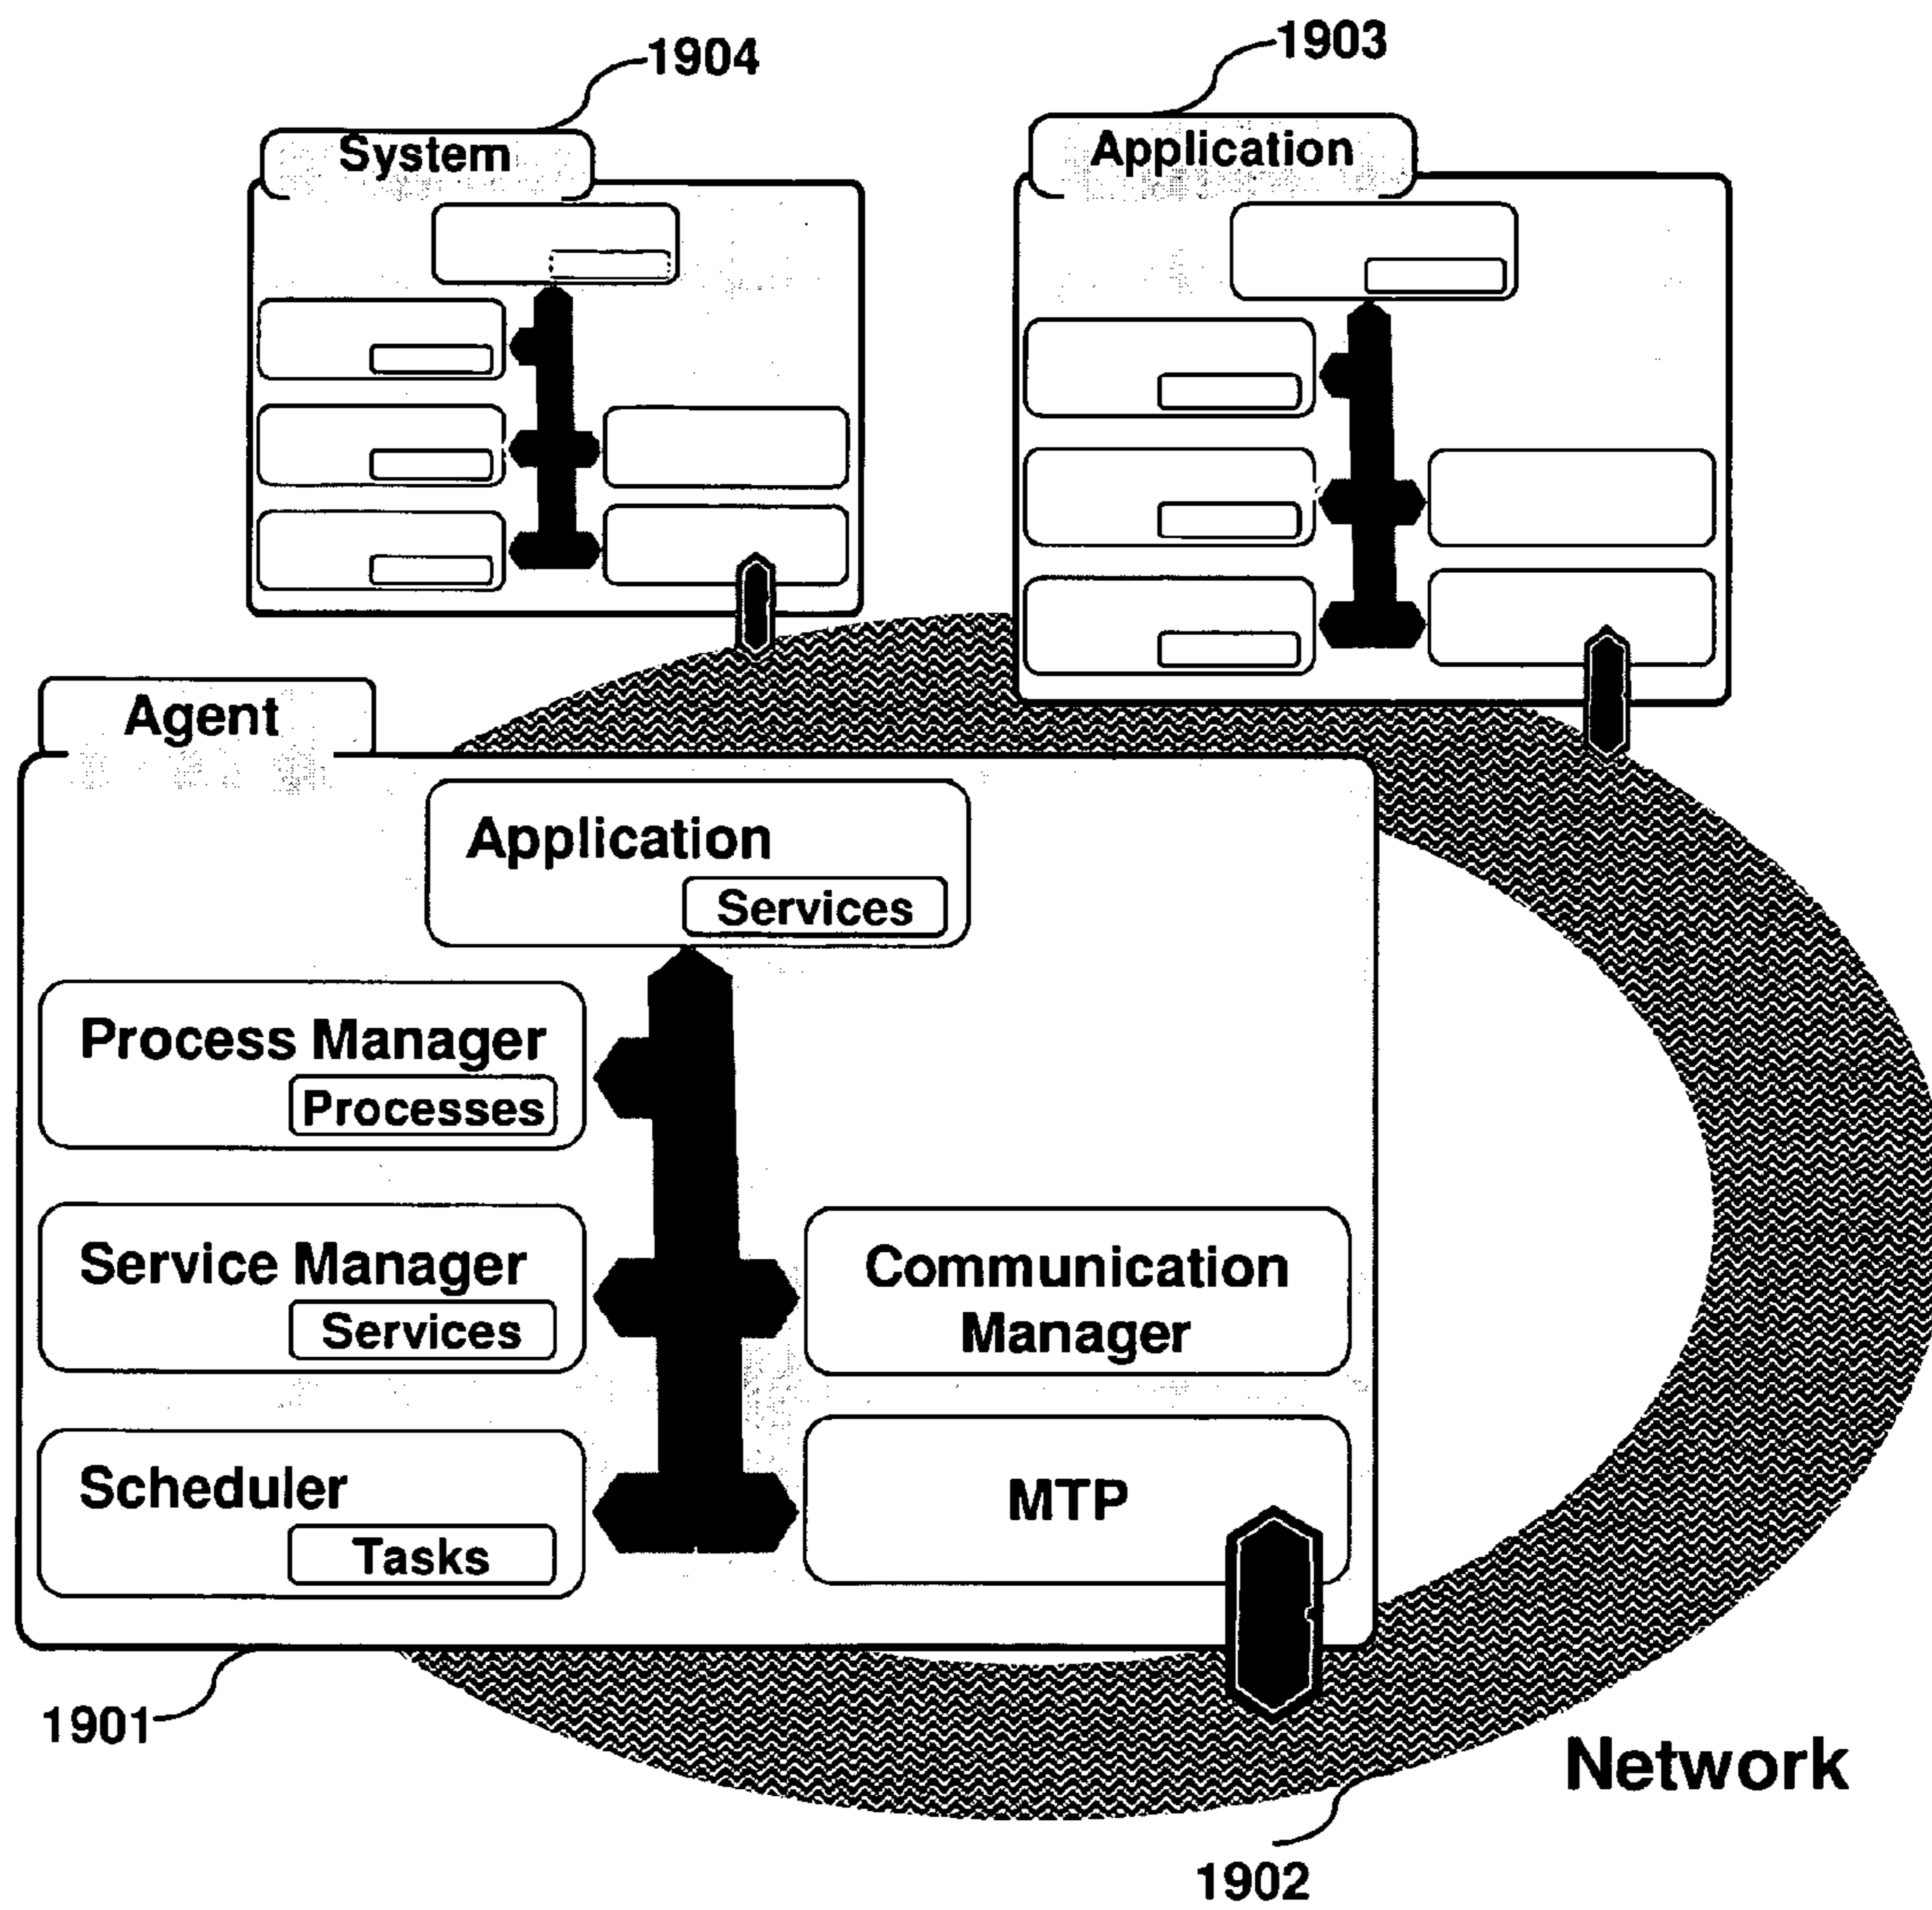 1904
1903
System
Application
Agent
Application
Services
Process Manager
Processes
Service Manager
Services
Communication
Manager
Scheduler
Tasks
MTP
1901
Network
1902